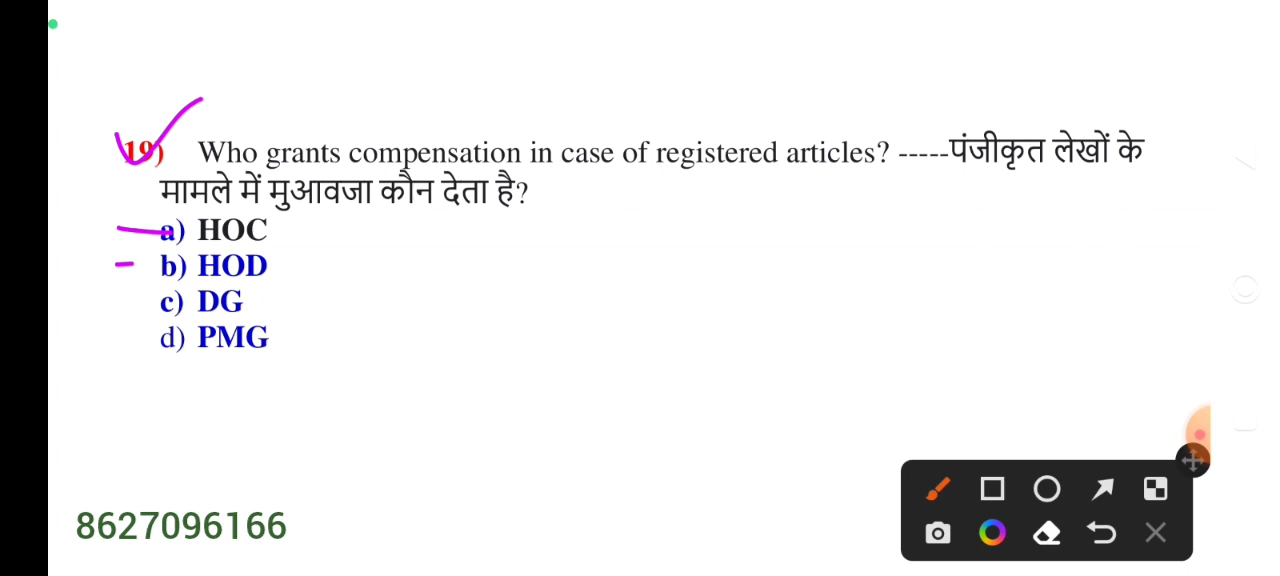 19) Who grants compensation in case of registered articles? -----पंजीकृत लेखों के
मामले में मुआवजा कौन देता है?
a) HOC
b) HOD
c) DG
d) PMG
8627096166